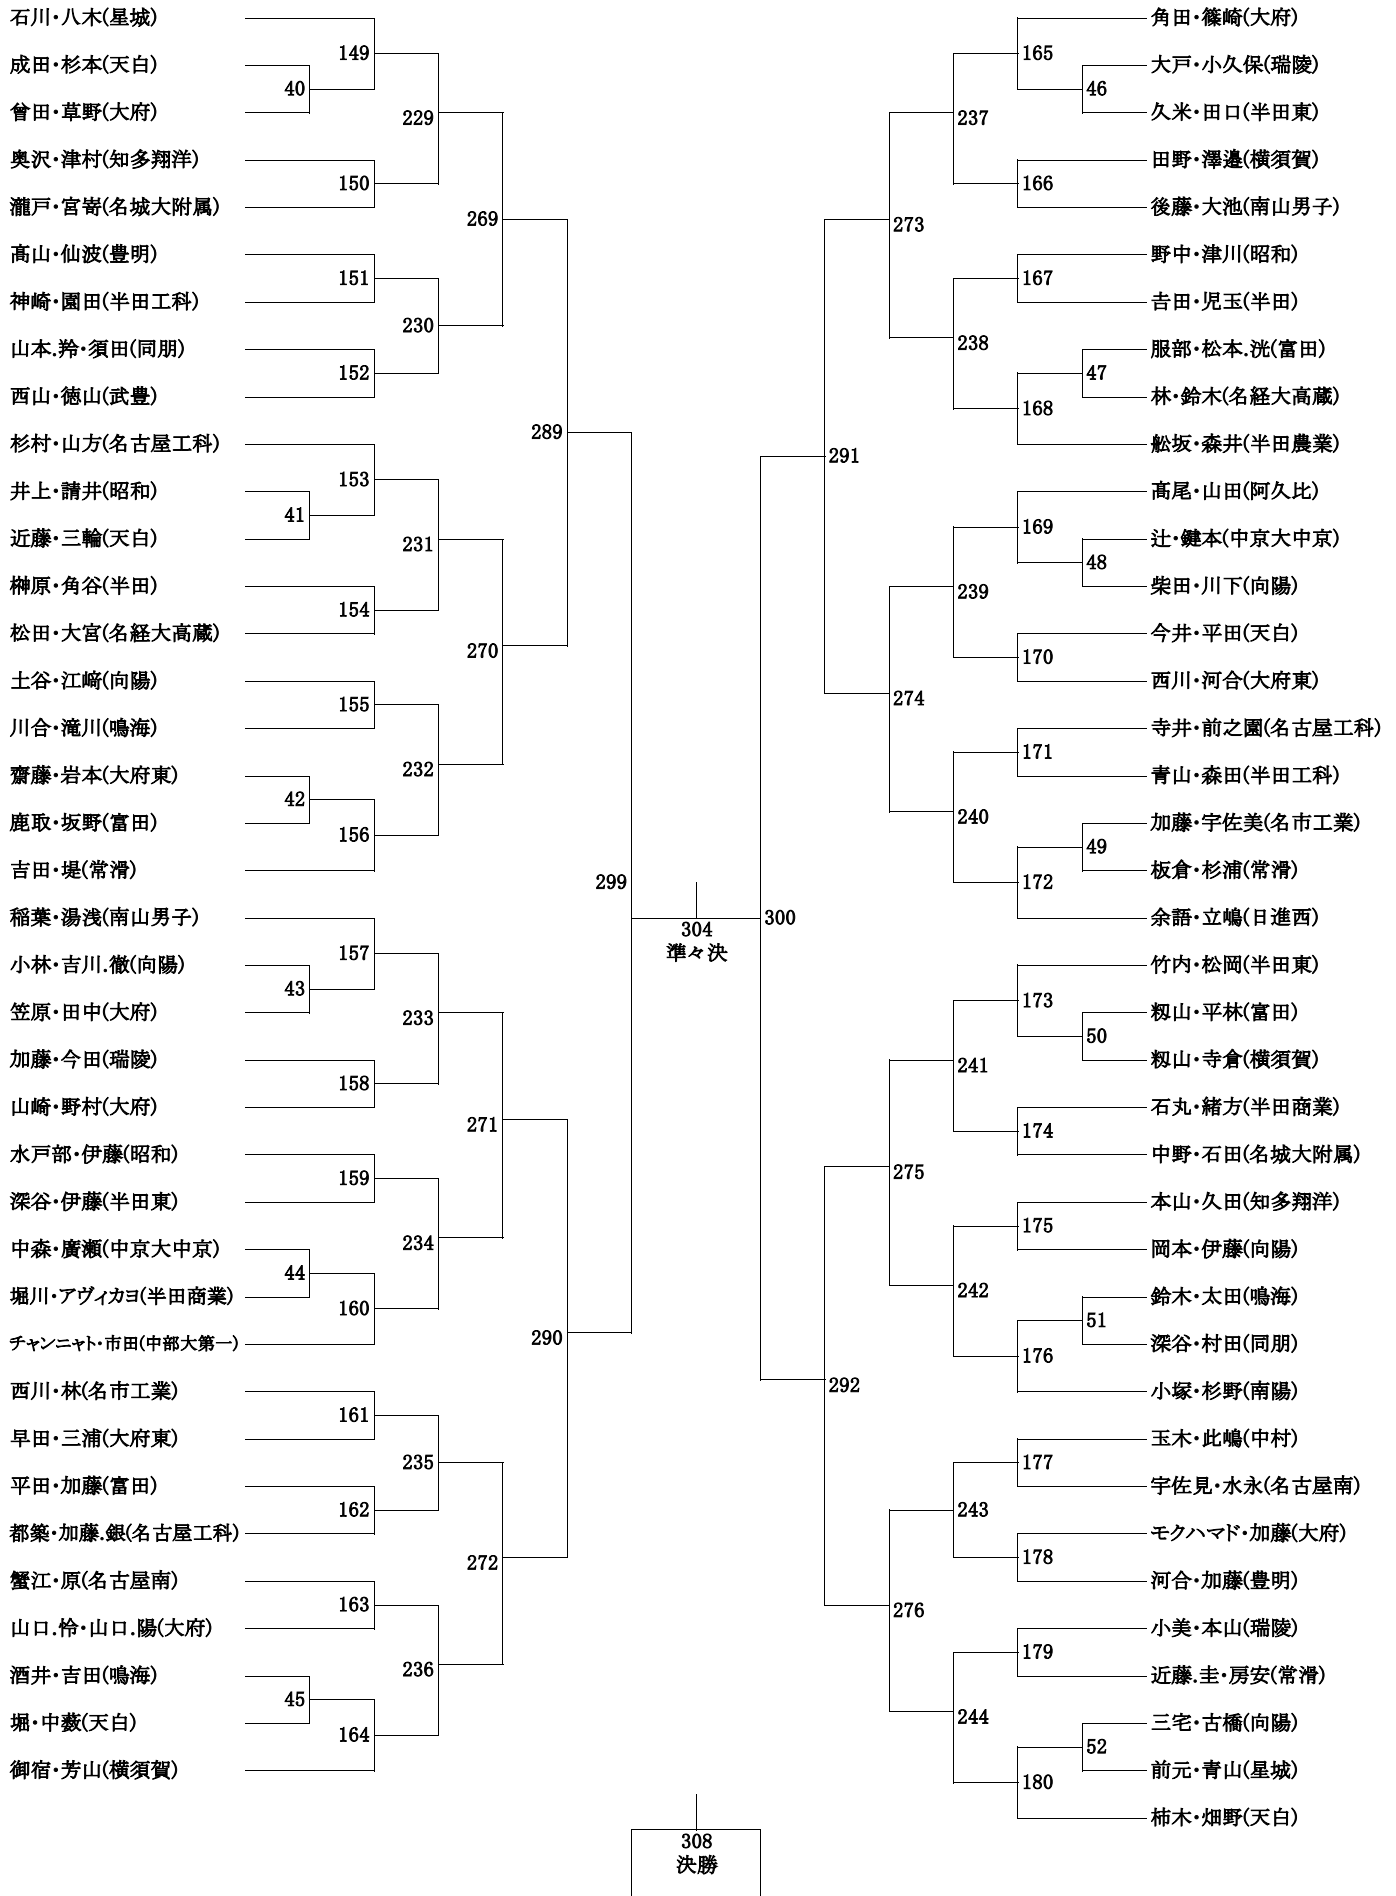 石川・八木(星城)
成田・杉本(天白)
曾田・草野(大府)
奥沢・津村(知多翔洋)
瀧戸・宮嵜(名城大附属)
髙山・仙波(豊明)
神崎・園田(半田工科)
山本.羚・須田(同朋)
西山・徳山(武豊)
杉村・山方(名古屋工科)
井上・請井(昭和)
近藤・三輪(天白)
榊原・角谷(半田)
松田・大宮(名経大高蔵)
土谷・江﨑(向陽)
川合・滝川(鳴海)
齋藤・岩本(大府東)
鹿取・坂野(富田)
吉田・堤(常滑)
稲葉・湯浅(南山男子)
小林・吉川.徹(向陽)
笠原・田中(大府)
加藤・今田(瑞陵)
山崎・野村(大府)
水戸部・伊藤(昭和)
深谷・伊藤(半田東)
中森・廣瀬(中京大中京)
堀川・アヴィカヨ(半田商業)
チャンニャト・市田(中部大第一)
西川・林(名市工業)
早田・三浦(大府東)
平田・加藤(富田)
都築・加藤.銀(名古屋工科)
蟹江・原(名古屋南)
山口.怜・山口.陽(大府)
酒井・吉田(鳴海)
堀・中薮(天白)
御宿・芳山(横須賀)
40
41
42
43
44
45
149
150
151
152
153
154
155
156
157
158
159
160
161
162
163
164
229
230
231
232
233
234
235
236
269
270
271
272
289
290
299
304
準々決
308
決勝
300
291
292
273
274
275
276
237
238
239
240
241
242
243
244
165
166
167
168
169
170
171
172
173
174
175
176
177
178
179
180
46
47
48
49
50
51
52
角田・篠崎(大府)
大戸・小久保(瑞陵)
久米・田口(半田東)
田野・澤邉(横須賀)
後藤・大池(南山男子)
野中・津川(昭和)
𠮷田・児玉(半田)
服部・松本.洸(富田)
林・鈴木(名経大高蔵)
舩坂・森井(半田農業)
髙尾・山田(阿久比)
辻・鍵本(中京大中京)
柴田・川下(向陽)
今井・平田(天白)
西川・河合(大府東)
寺井・前之園(名古屋工科)
青山・森田(半田工科)
加藤・宇佐美(名市工業)
板倉・杉浦(常滑)
余語・立嶋(日進西)
竹内・松岡(半田東)
籾山・平林(富田)
籾山・寺倉(横須賀)
石丸・緒方(半田商業)
中野・石田(名城大附属)
本山・久田(知多翔洋)
岡本・伊藤(向陽)
鈴木・太田(鳴海)
深谷・村田(同朋)
小塚・杉野(南陽)
玉木・此嶋(中村)
宇佐見・水永(名古屋南)
モクハマド・加藤(大府)
河合・加藤(豊明)
小美・本山(瑞陵)
近藤.圭・房安(常滑)
三宅・古橋(向陽)
前元・青山(星城)
柿木・畑野(天白)